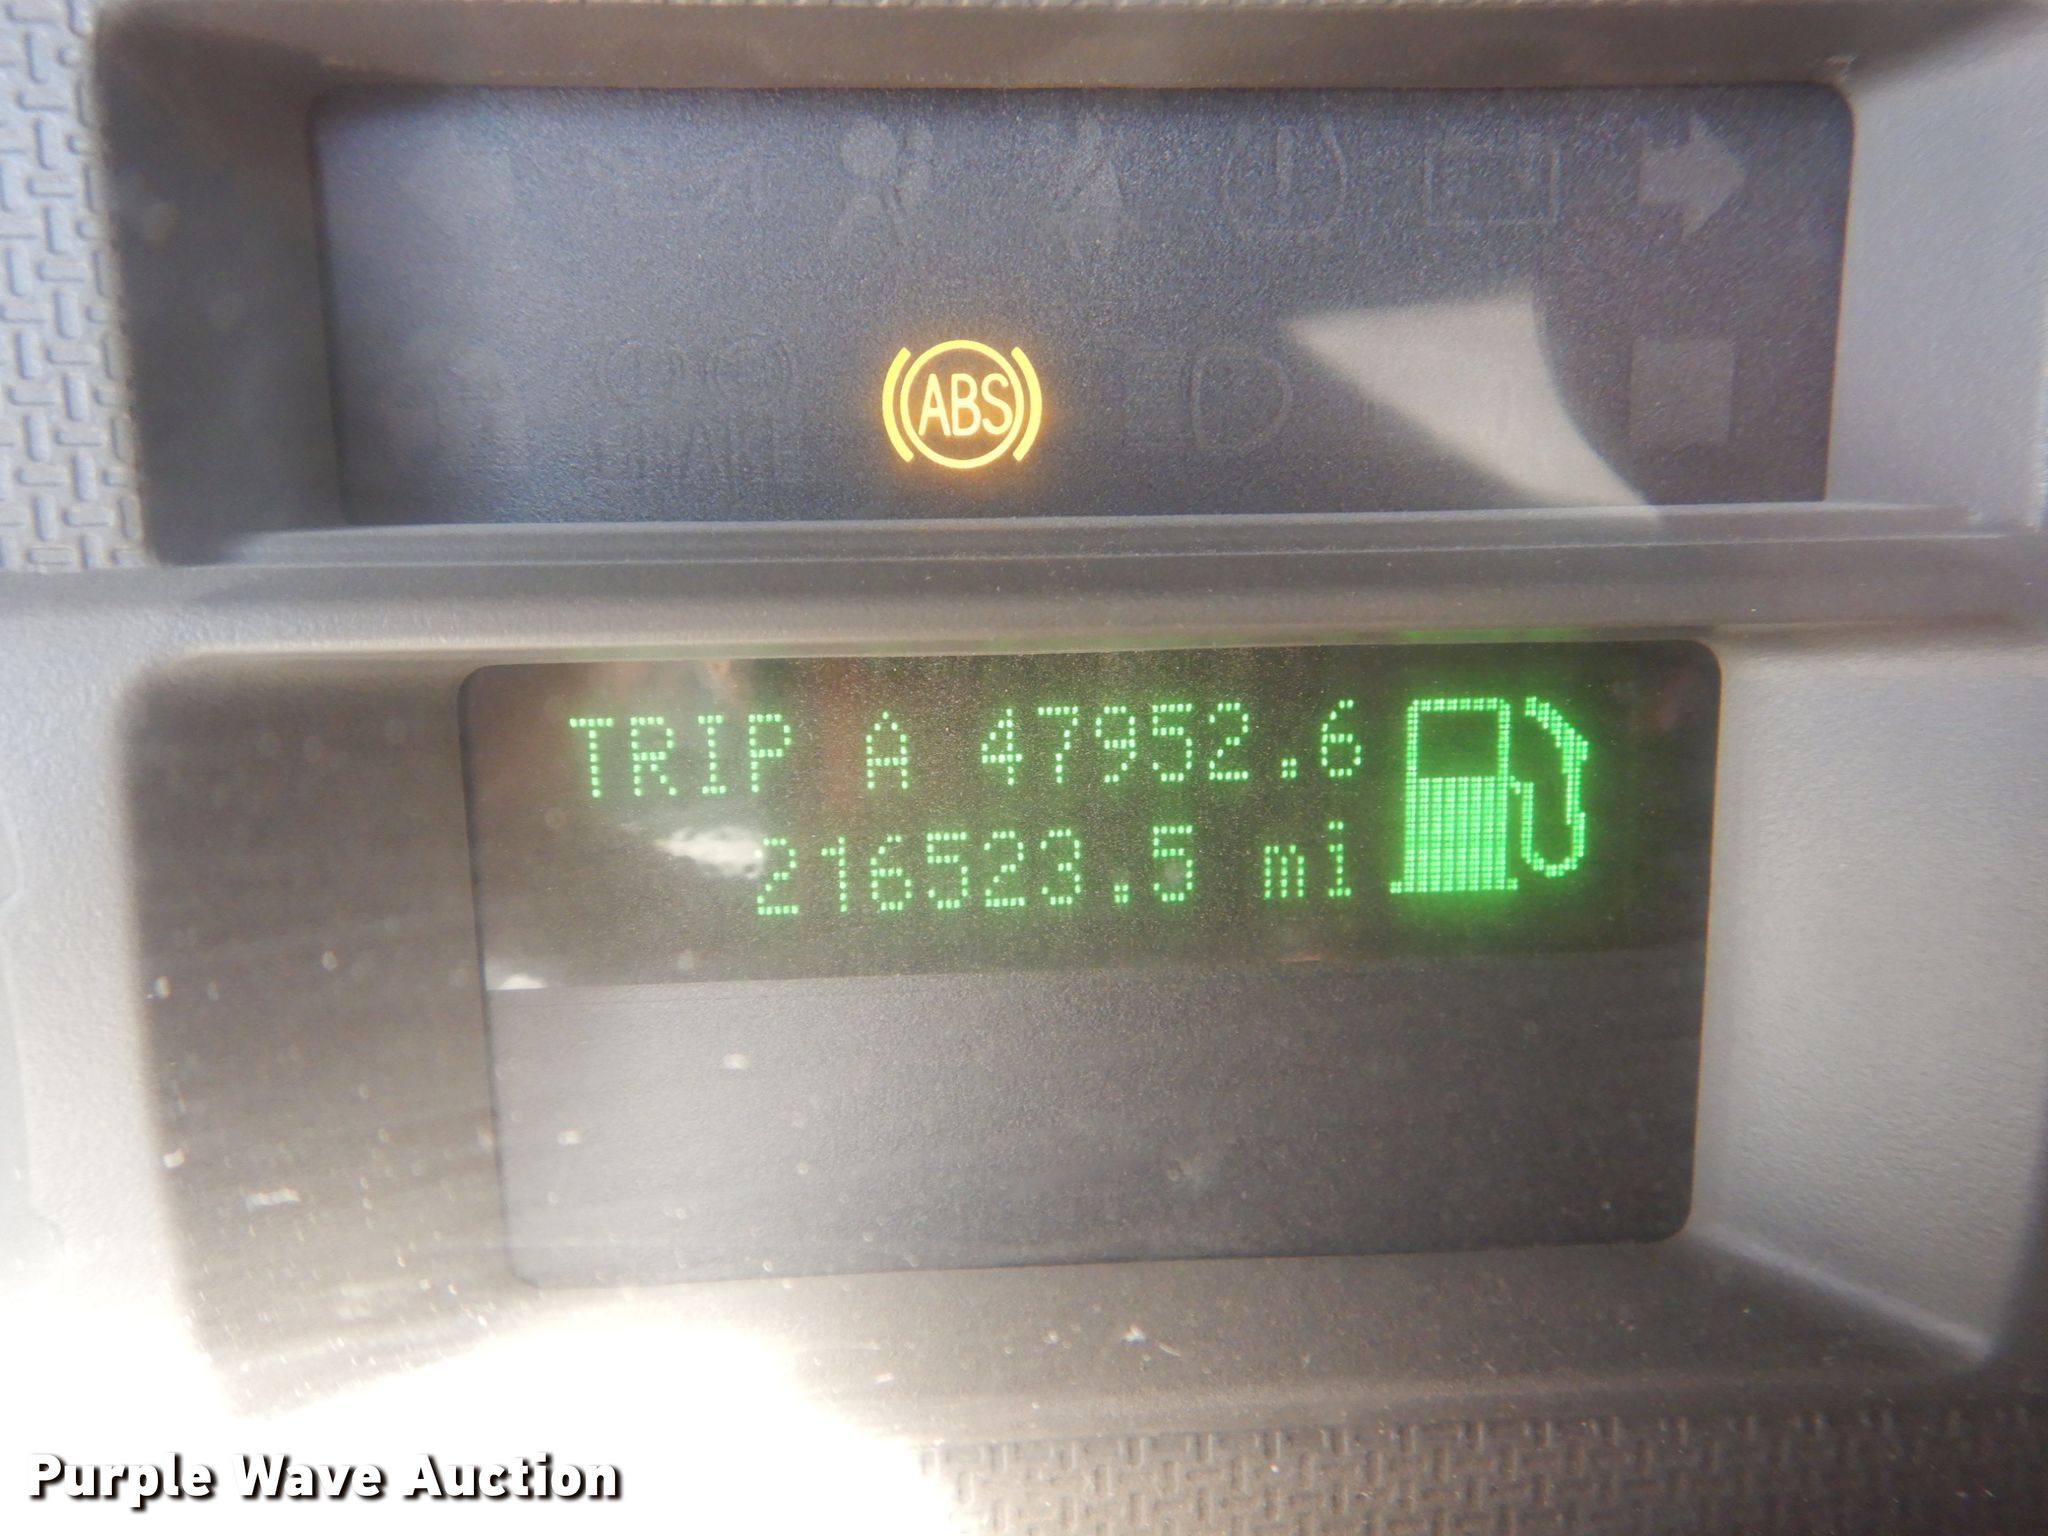 ABS
TRIP A 47952.6
216523.5 mi
Purple Wave Auction